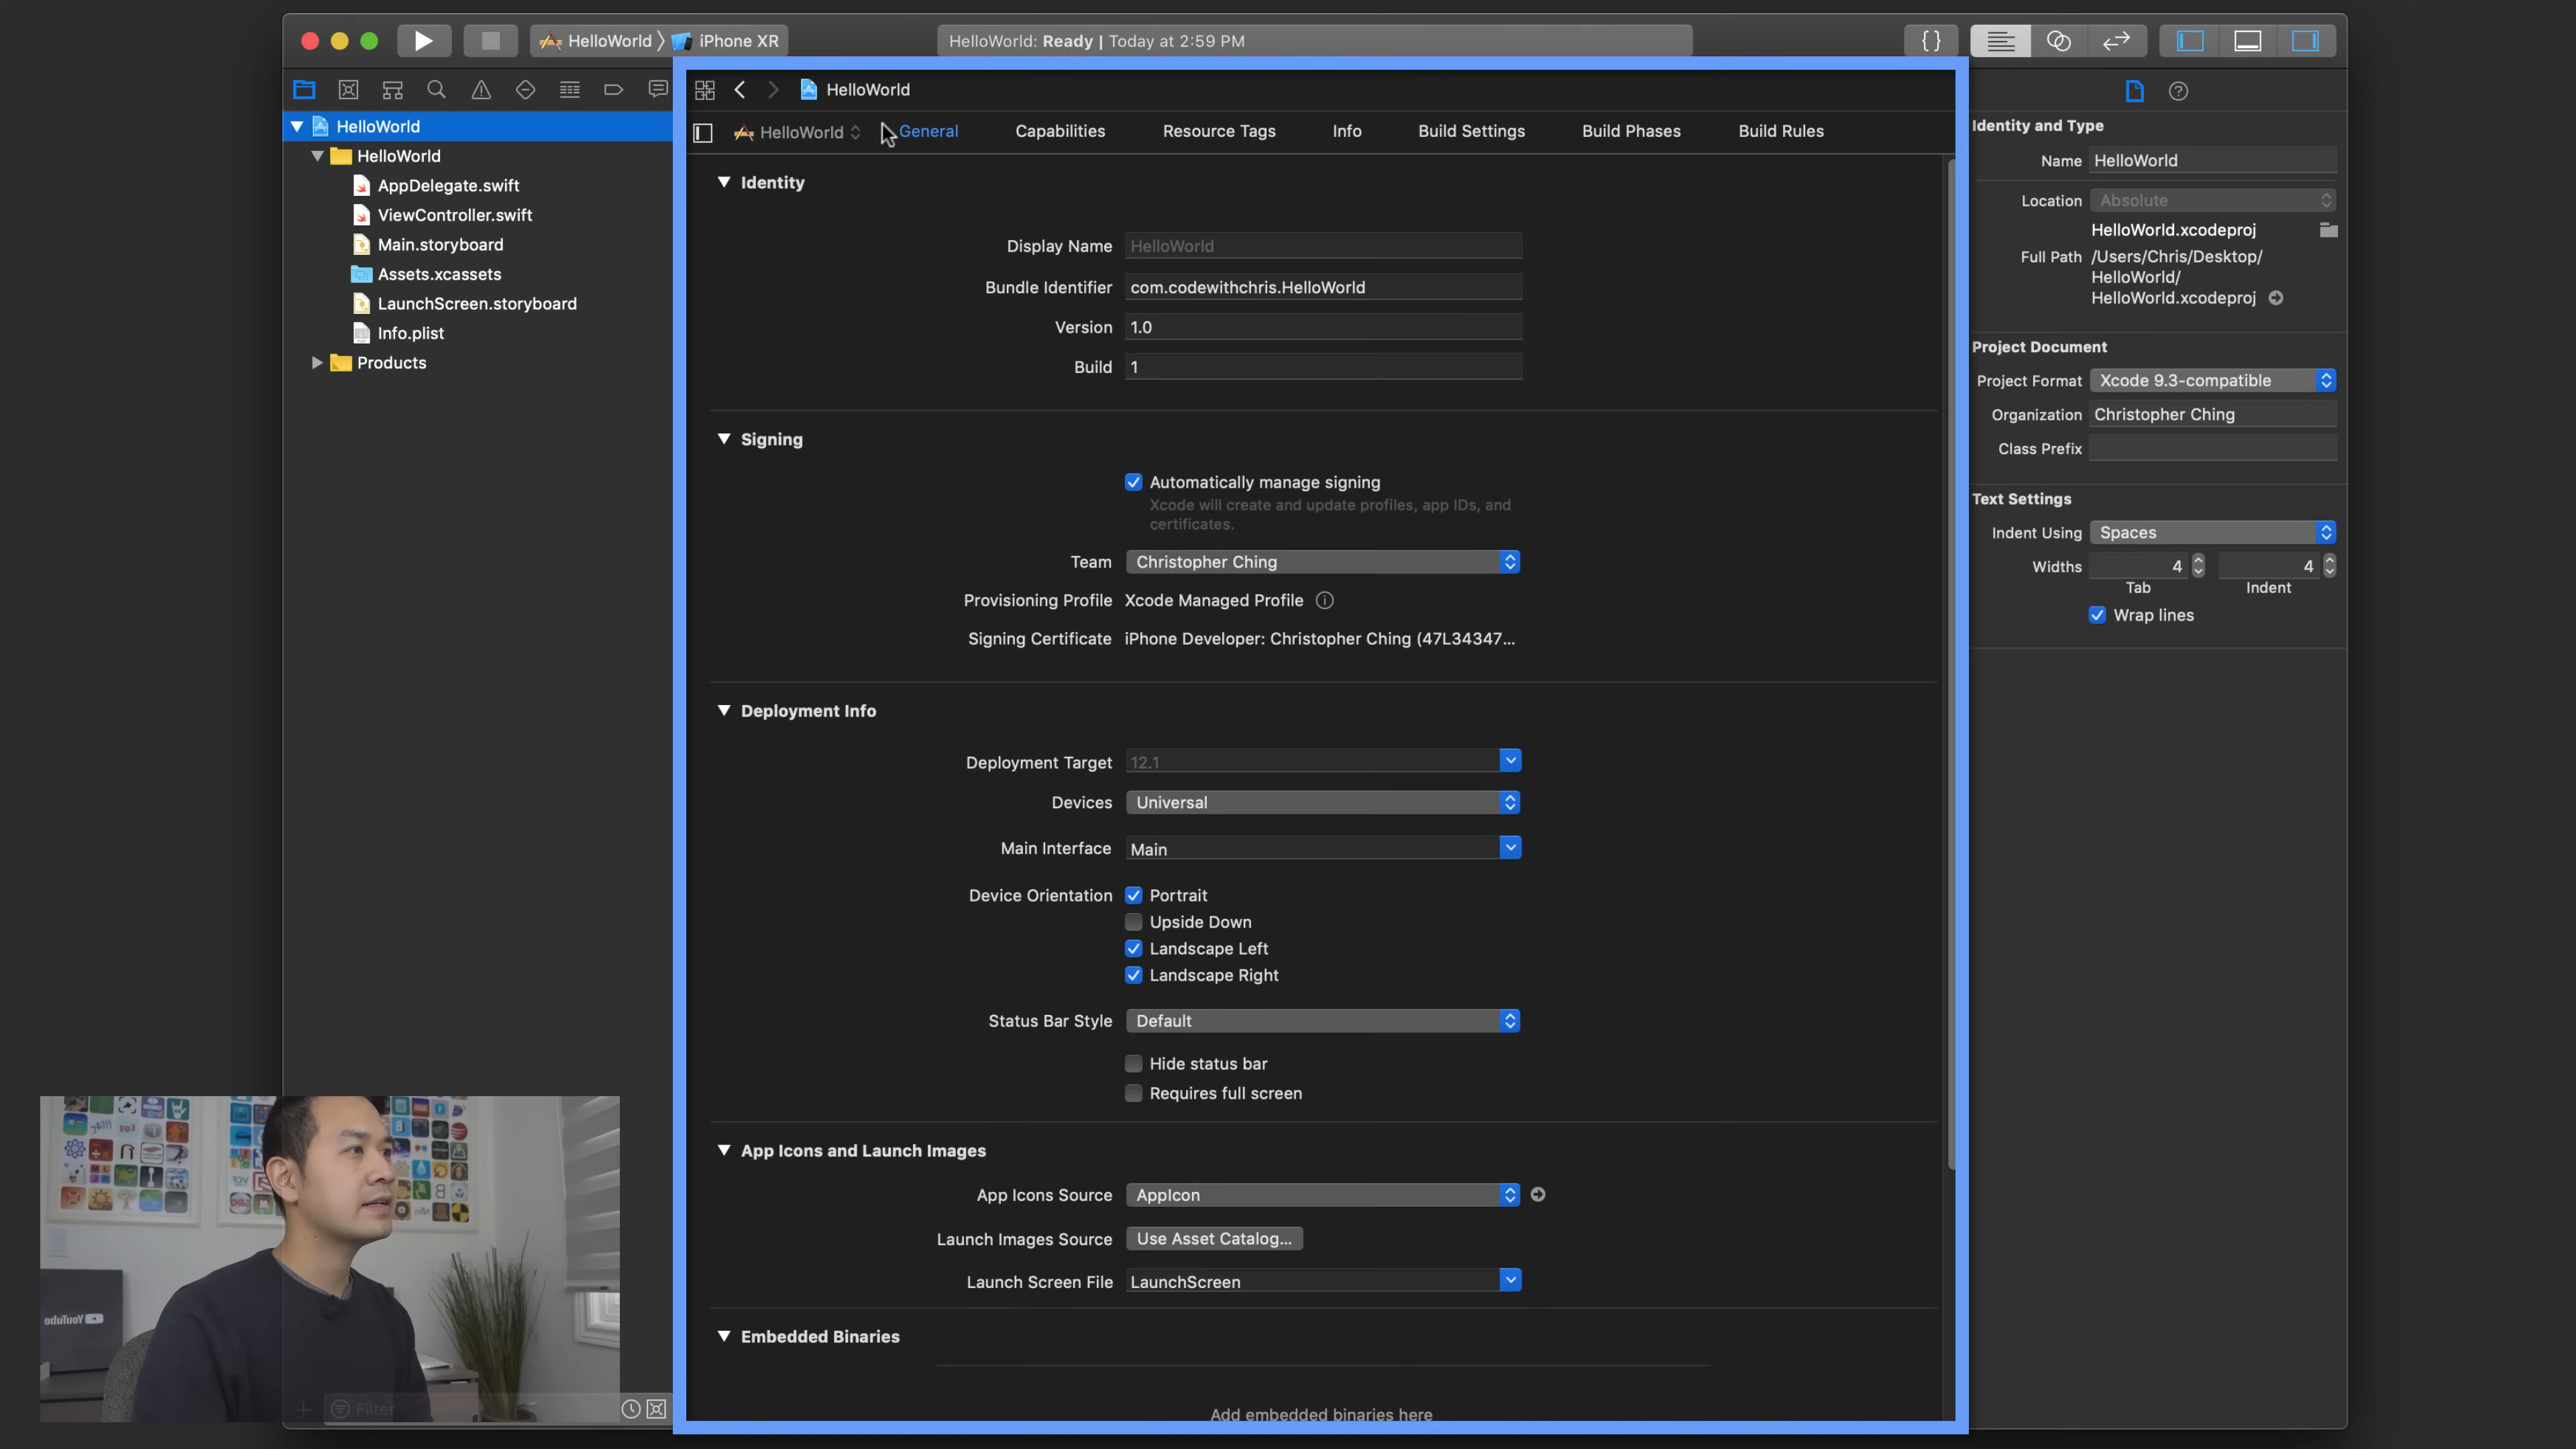 HelloWorld
iPhone XR
HelloWorld: Ready | Today at 2:59 PM
{ }
HelloWorld
HelloWorld
AppDelegate.swift
ViewController.swift
Main.storyboard
Assets.xcassets
LaunchScreen.storyboard
Info.plist
Products
Filter
HelloWorld
HelloWorld
General
Capabilities
Resource Tags
Info
Build Settings
Build Phases
Build Rules
Identity
Display Name HelloWorld
Bundle Identifier com.codewithchris.HelloWorld
Version 1.0
Build 1
Signing
Automatically manage signing
Xcode will create and update profiles, app IDs, and
certificates.
Team Christopher Ching
Provisioning Profile Xcode Managed Profile
Signing Certificate iPhone Developer: Christopher Ching (47L34347...
Deployment Info
Deployment Target 12.1
Devices Universal
Main Interface Main
Device Orientation Portrait
Upside Down
Landscape Left
Landscape Right
Status Bar Style Default
Hide status bar
Requires full screen
App Icons and Launch Images
App Icons Source AppIcon
Launch Images Source Use Asset Catalog...
Launch Screen File LaunchScreen
Embedded Binaries
Add embedded binaries here
Identity and Type
Name HelloWorld
Location Absolute
HelloWorld.xcodeproj
Full Path /Users/Chris/Desktop/
HelloWorld/
HelloWorld.xcodeproj
Project Document
Project Format Xcode 9.3-compatible
Organization Christopher Ching
Class Prefix
Text Settings
Indent Using Spaces
Widths 4 4
Tab Indent
Wrap lines
YouTube